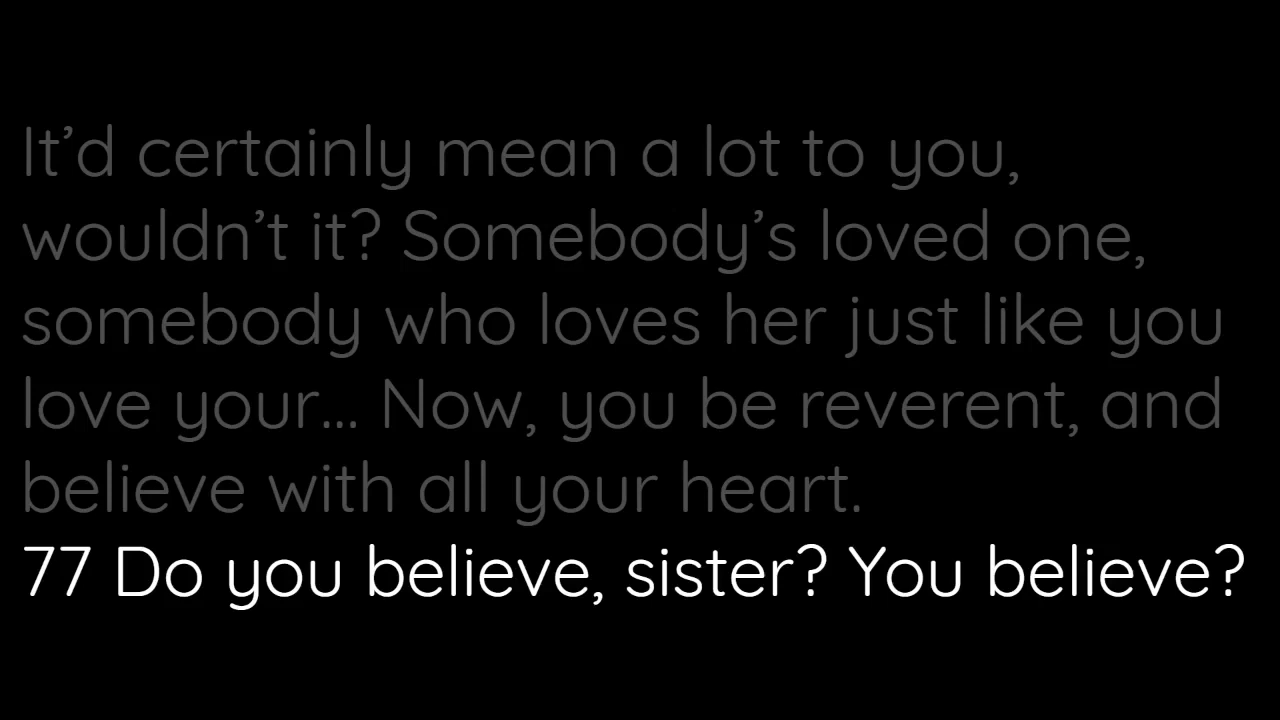 It’d certainly mean a lot to you,
wouldn’t it? Somebody’s loved one,
somebody who loves her just like you
love your... Now, you be reverent, and
believe with all your heart.
77 Do you believe, sister? You believe?